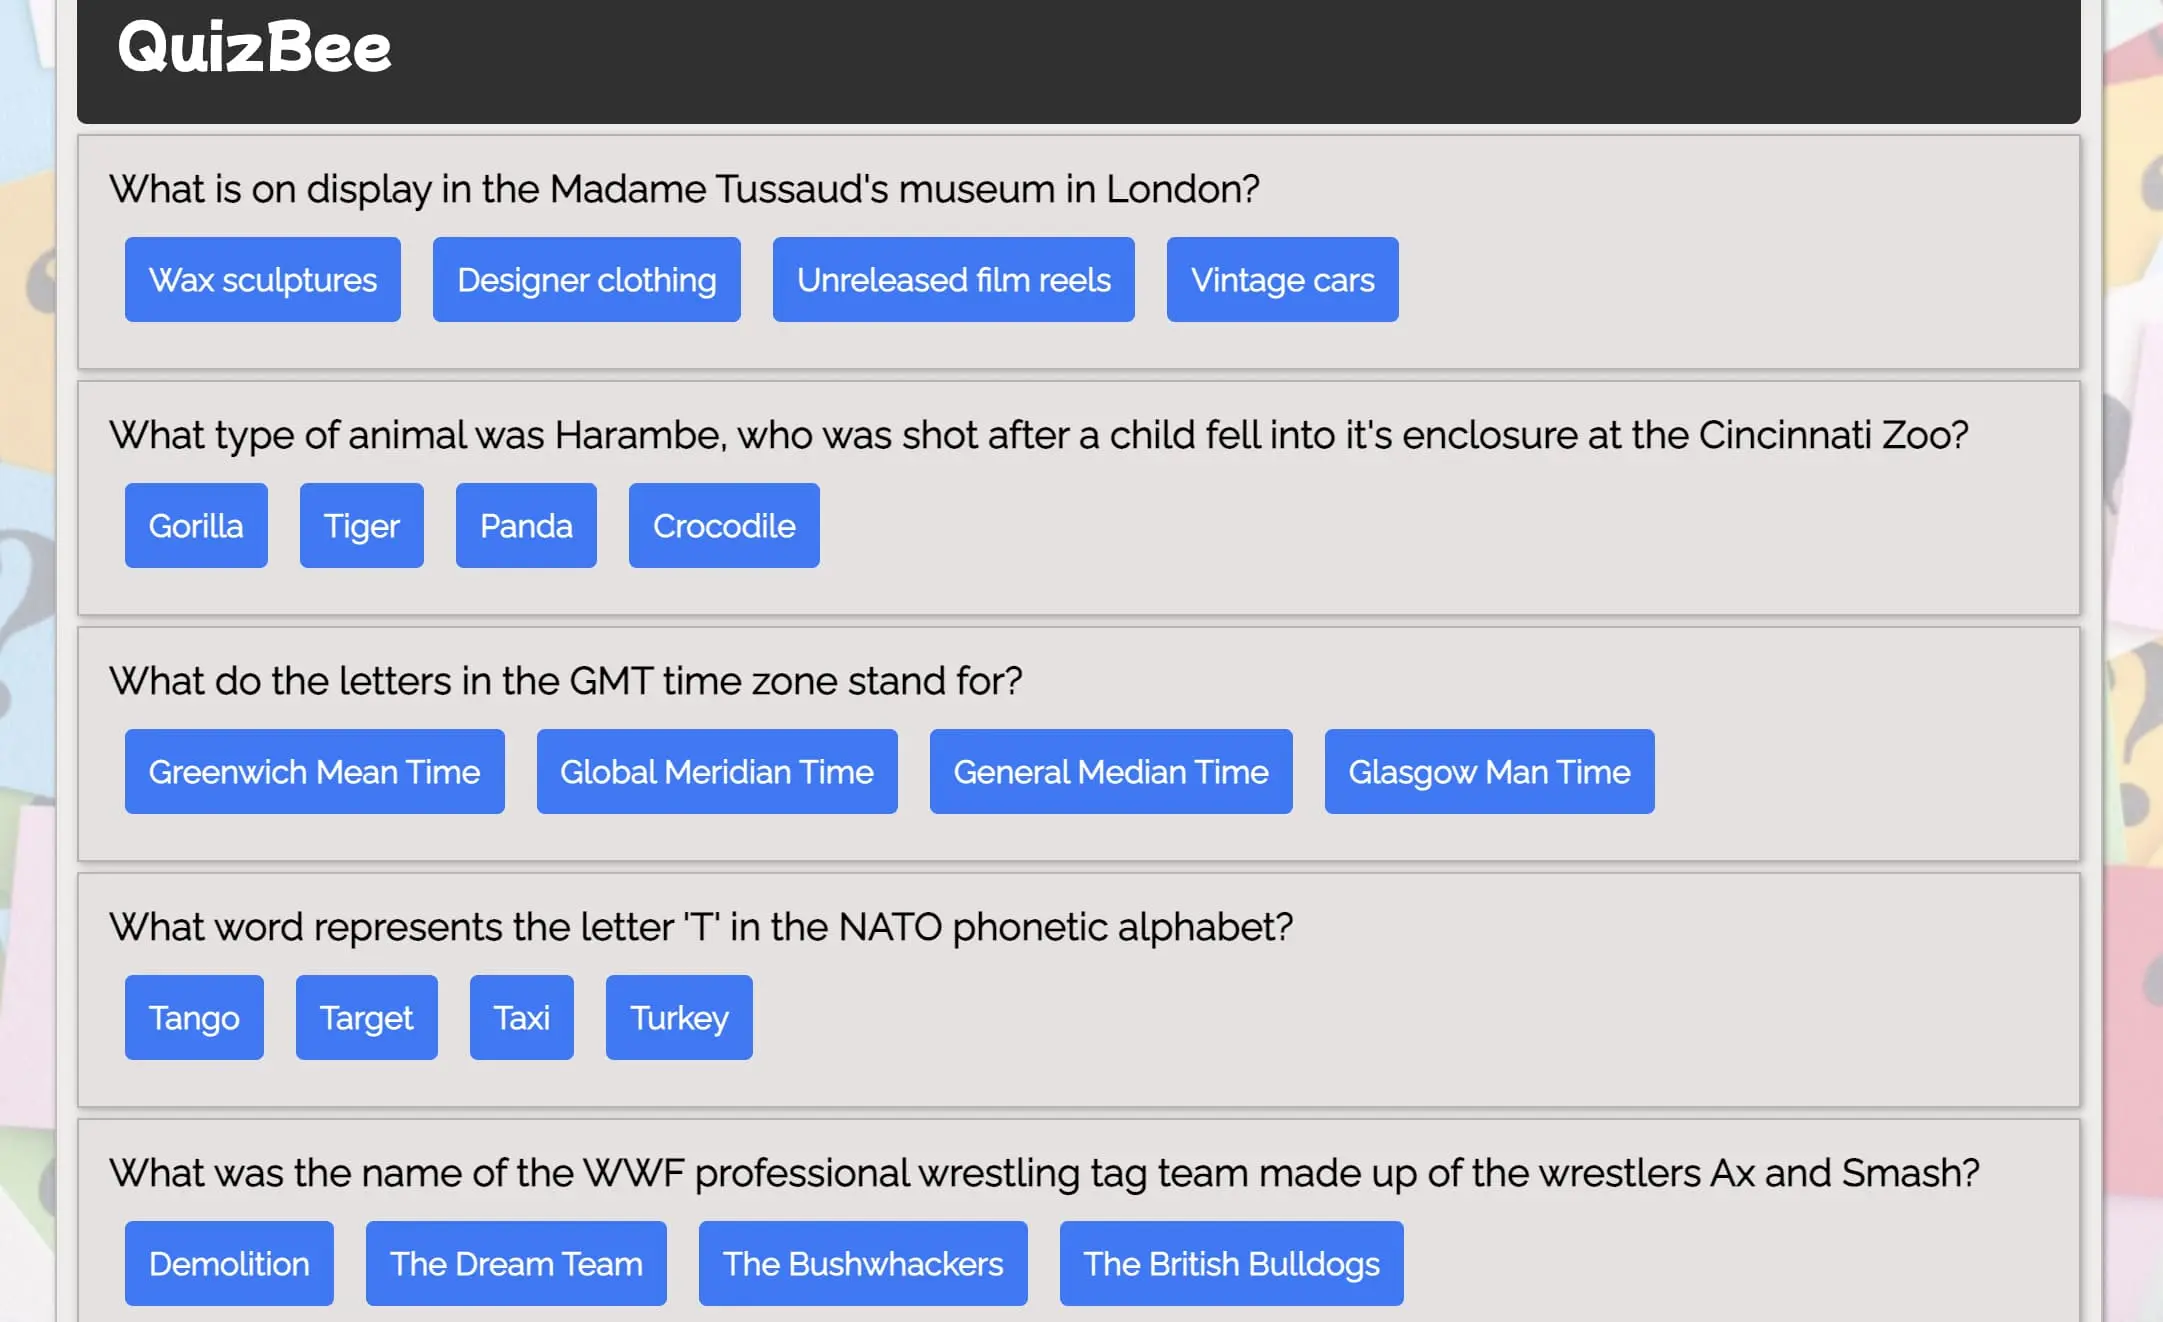 QuizBee
What is on display in the Madame Tussaud's museum in London?
Wax sculptures Designer clothing Unreleased film reels Vintage cars
What type of animal was Harambe, who was shot after a child fell into it's enclosure at the Cincinnati Zoo?
Gorilla Tiger Panda Crocodile
What do the letters in the GMT time zone stand for?
Greenwich Mean Time Global Meridian Time General Median Time Glasgow Man Time
What word represents the letter 'T' in the NATO phonetic alphabet?
Tango Target Taxi Turkey
What was the name of the WWF professional wrestling tag team made up of the wrestlers Ax and Smash?
Demolition The Dream Team The Bushwhackers The British Bulldogs